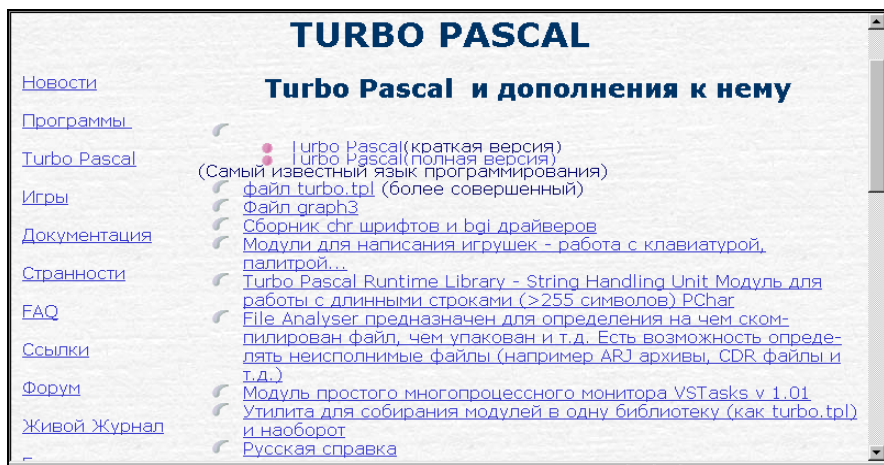 TURBO PASCAL
Turbo Pascal и дополнения к нему
Новости
Программы
Turbo Pascal
Игры
Документация
Странности
FAQ
Ссылки
Форум
Живой Журнал
Turbo Pascal(краткая версия)
Turbo Pascal(полная версия)
(Самый известный язык программирования)
файл turbo.tpl (более совершенный)
Файл graph3
Сборник chr шрифтов и bgi драйверов
Модули для написания игрушек - работа с клавиатурой,
палитрой...
Turbo Pascal Runtime Library - String Handling Unit Модуль для
работы с длинными строками (>255 символов) PChar
File Analyser предназначен для определения на чем ском-
пилирован файл, чем упакован и т.д. Есть возможность опреде-
лять неисполнимые файлы (например ARJ архивы, CDR файлы и
т.д.)
Модуль простого многопроцессного монитора VSTasks v 1.01
Утилита для собирания модулей в одну библиотеку (как turbo.tpl)
и наоборот
Русская справка